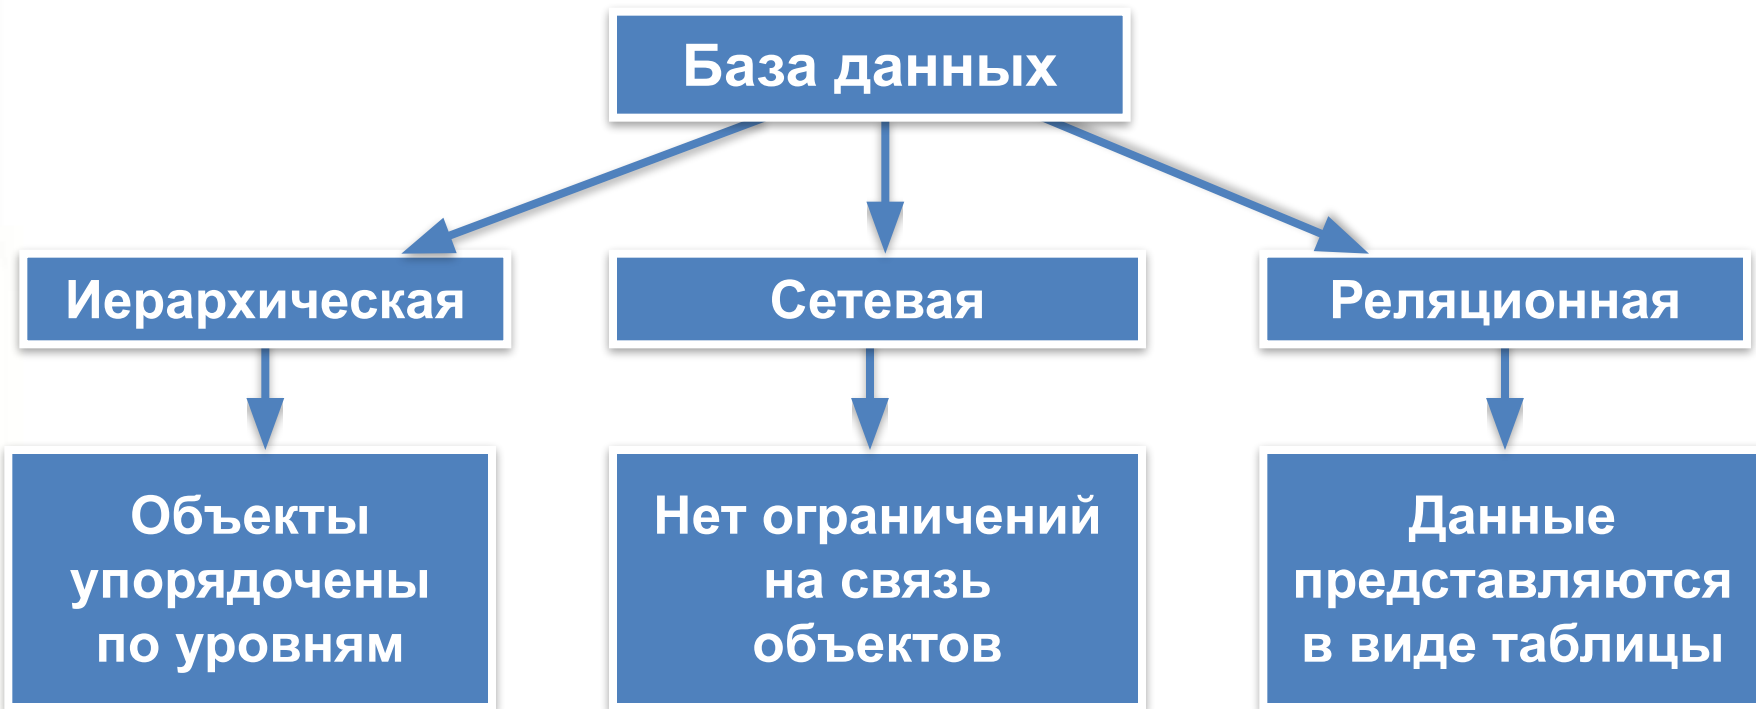 База данных
Иерархическая
Сетевая
Реляционная
Объекты
упорядочены
по уровням
Нет ограничений
на связь
объектов
Данные
представляются
в виде таблицы